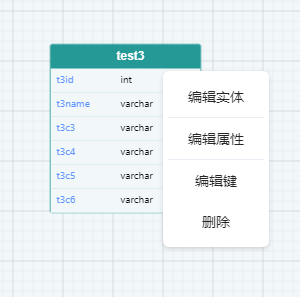 test3
t3id int
t3name varchar
t3c3 varchar
t3c4 varchar
t3c5 varchar
t3c6 varchar
编辑实体
编辑属性
编辑键
删除